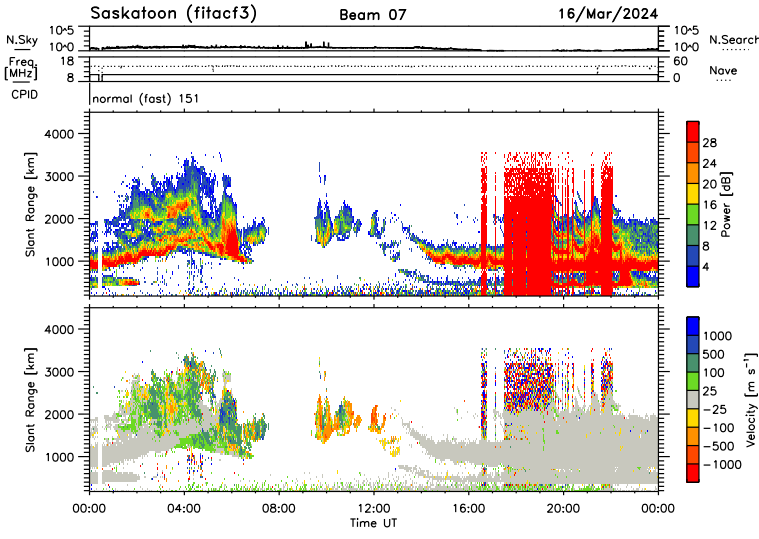 Saskatoon (fitacf3) Beam 07 16/Mar/2024
N.Sky 10^5 10^5 N.Search
10^0 10^0
Freq. 18 60 Nave
[MHz] 8 0
CPID normal (fast) 151
Slant Range [km]
4000
3000
2000
1000
Power [dB]
28
24
20
16
12
8
4
Slant Range [km]
4000
3000
2000
1000
Velocity [m s⁻¹]
1000
500
100
25
−25
−100
−500
−1000
00:00 04:00 08:00 12:00 16:00 20:00 00:00
Time UT